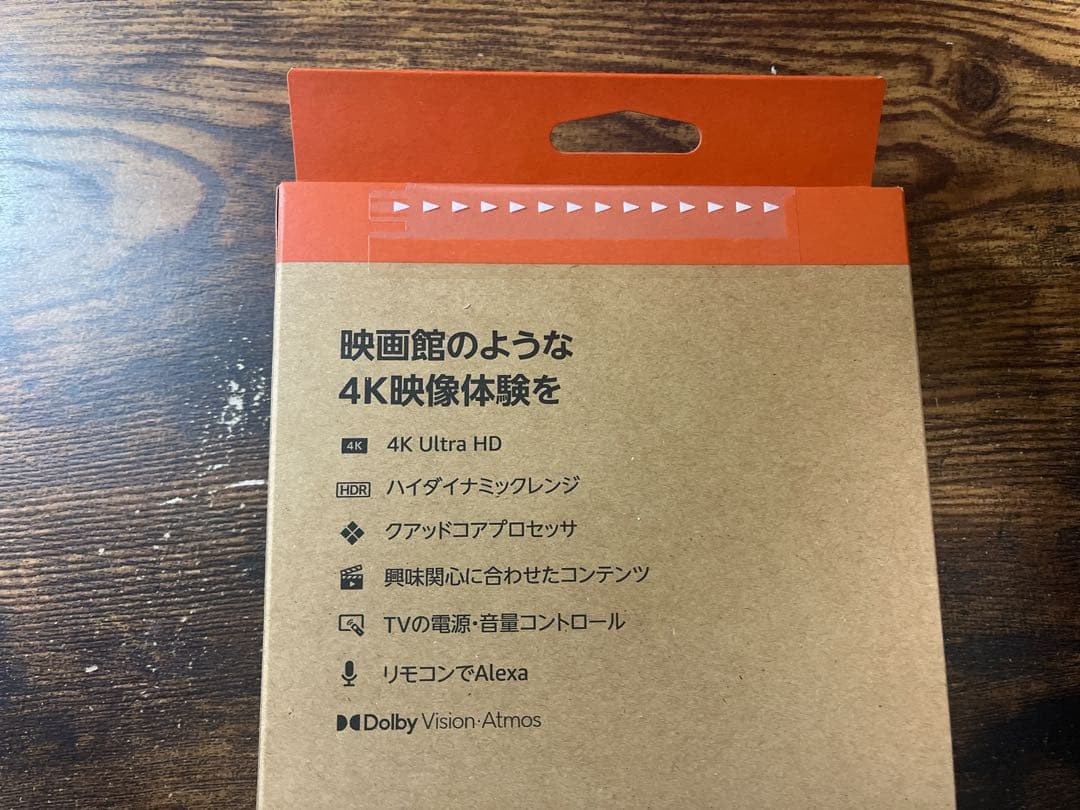 映画館のような
4K映像体験を
4K 4K Ultra HD
HDR ハイダイナミックレンジ
クアッドコアプロセッサ
興味関心に合わせたコンテンツ
TVの電源・音量コントロール
リモコンでAlexa
Dolby Vision·Atmos